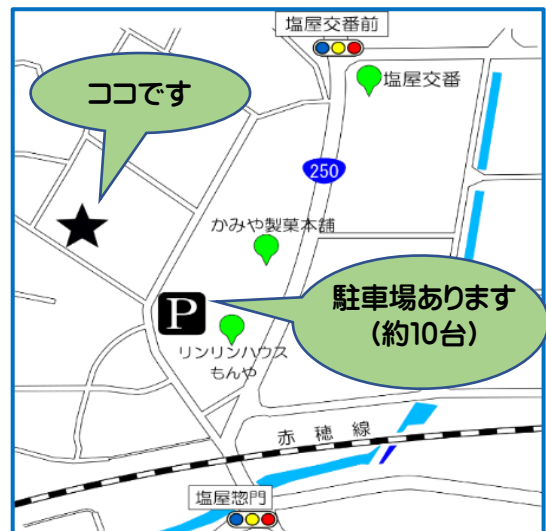 塩屋交番前
塩屋交番
ココです
250
かみや製菓本舗
駐車場あります
（約10台）
P
リンリンハウス
もんや
赤穂線
塩屋惣門